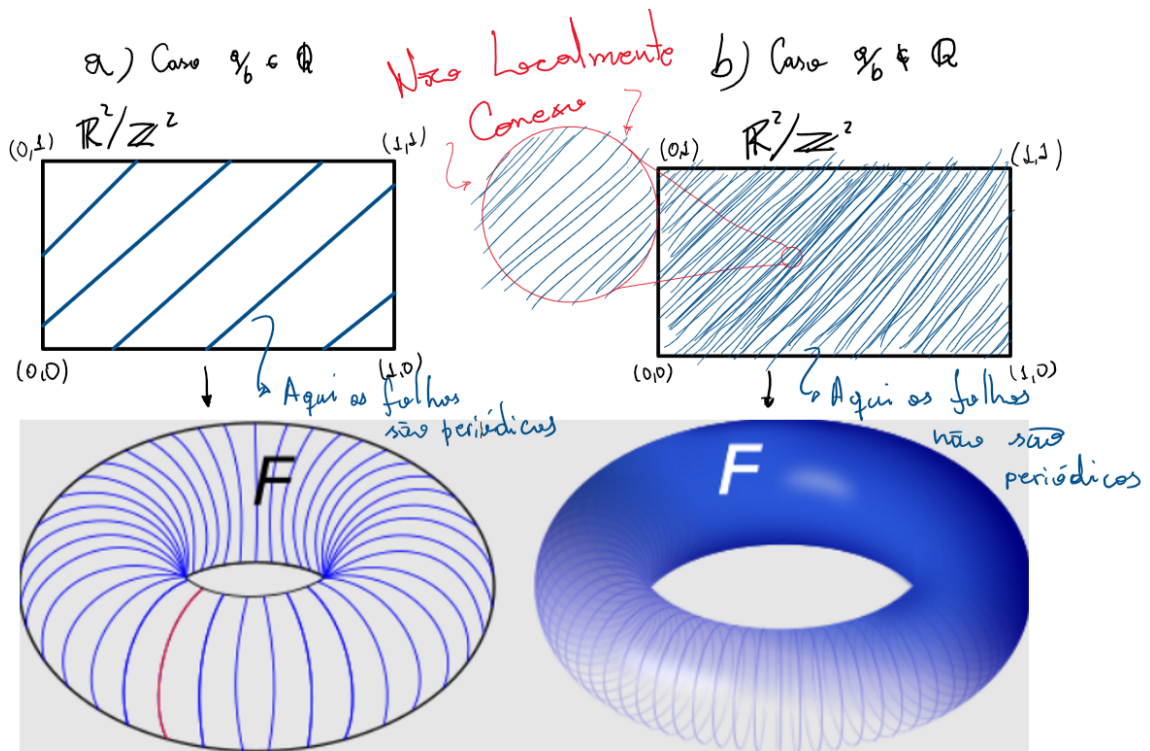 a) Caso a/b ∈ ℚ
ℝ²/ℤ²
(0,1)
(1,1)
(0,0)
(1,0)
Aqui as folhas
são periódicas
F
Não Localmente
Conexo
b) Caso a/b ∉ ℚ
ℝ²/ℤ²
(0,1)
(1,1)
(0,0)
(1,0)
Aqui as folhas
não são
periódicas
F